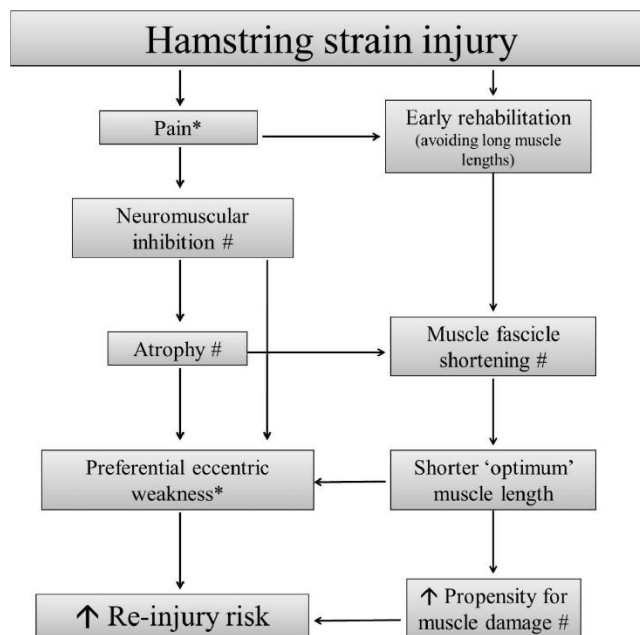 Hamstring strain injury
Pain*
Early rehabilitation
(avoiding long muscle
lengths)
Neuromuscular
inhibition #
Atrophy #
Muscle fascicle
shortening #
Preferential eccentric
weakness*
Shorter ‘optimum’
muscle length
↑ Re-injury risk
↑ Propensity for
muscle damage #